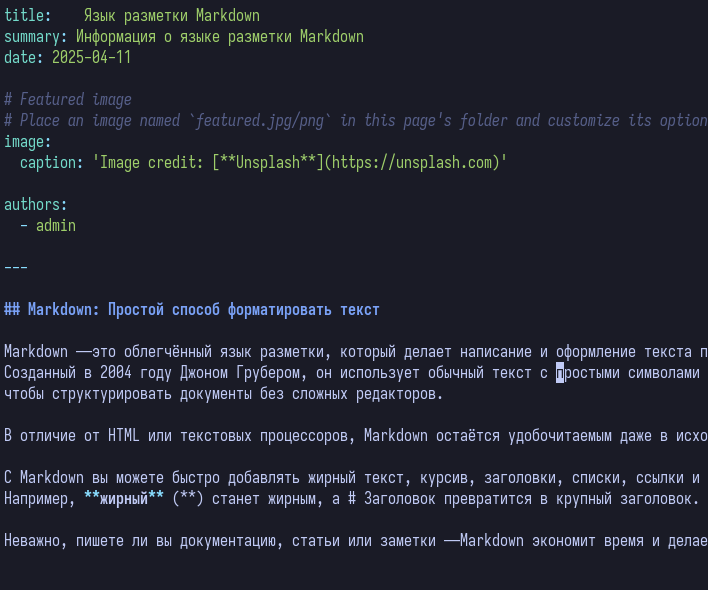 title:    Язык разметки Markdown
summary: Информация о языке разметки Markdown
date: 2025-04-11
# Featured image
# Place an image named `featured.jpg/png` in this page's folder and customize its option
image:
  caption: 'Image credit: [**Unsplash**](https://unsplash.com)'
authors:
  - admin
---
## Markdown: Простой способ форматировать текст
Markdown —это облегчённый язык разметки, который делает написание и оформление текста п
Созданный в 2004 году Джоном Грубером, он использует обычный текст с простыми символами
чтобы структурировать документы без сложных редакторов.
В отличие от HTML или текстовых процессоров, Markdown остаётся удобочитаемым даже в исхо
С Markdown вы можете быстро добавлять жирный текст, курсив, заголовки, списки, ссылки и
Например, **жирный** (**) станет жирным, а # Заголовок превратится в крупный заголовок.
Неважно, пишете ли вы документацию, статьи или заметки —Markdown экономит время и делае